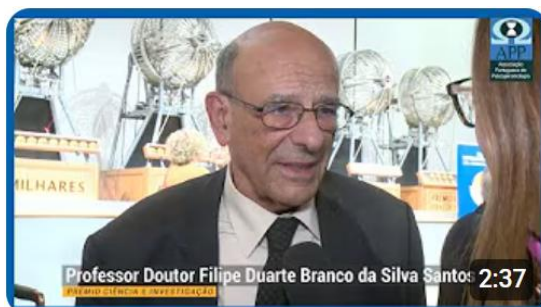 APP
Associação
Portuguesa de
Psicogerontologia
MILHARES
Professor Doutor Filipe Duarte Branco da Silva Santos
PRÉMIO CIÊNCIA E INVESTIGAÇÃO
2:37